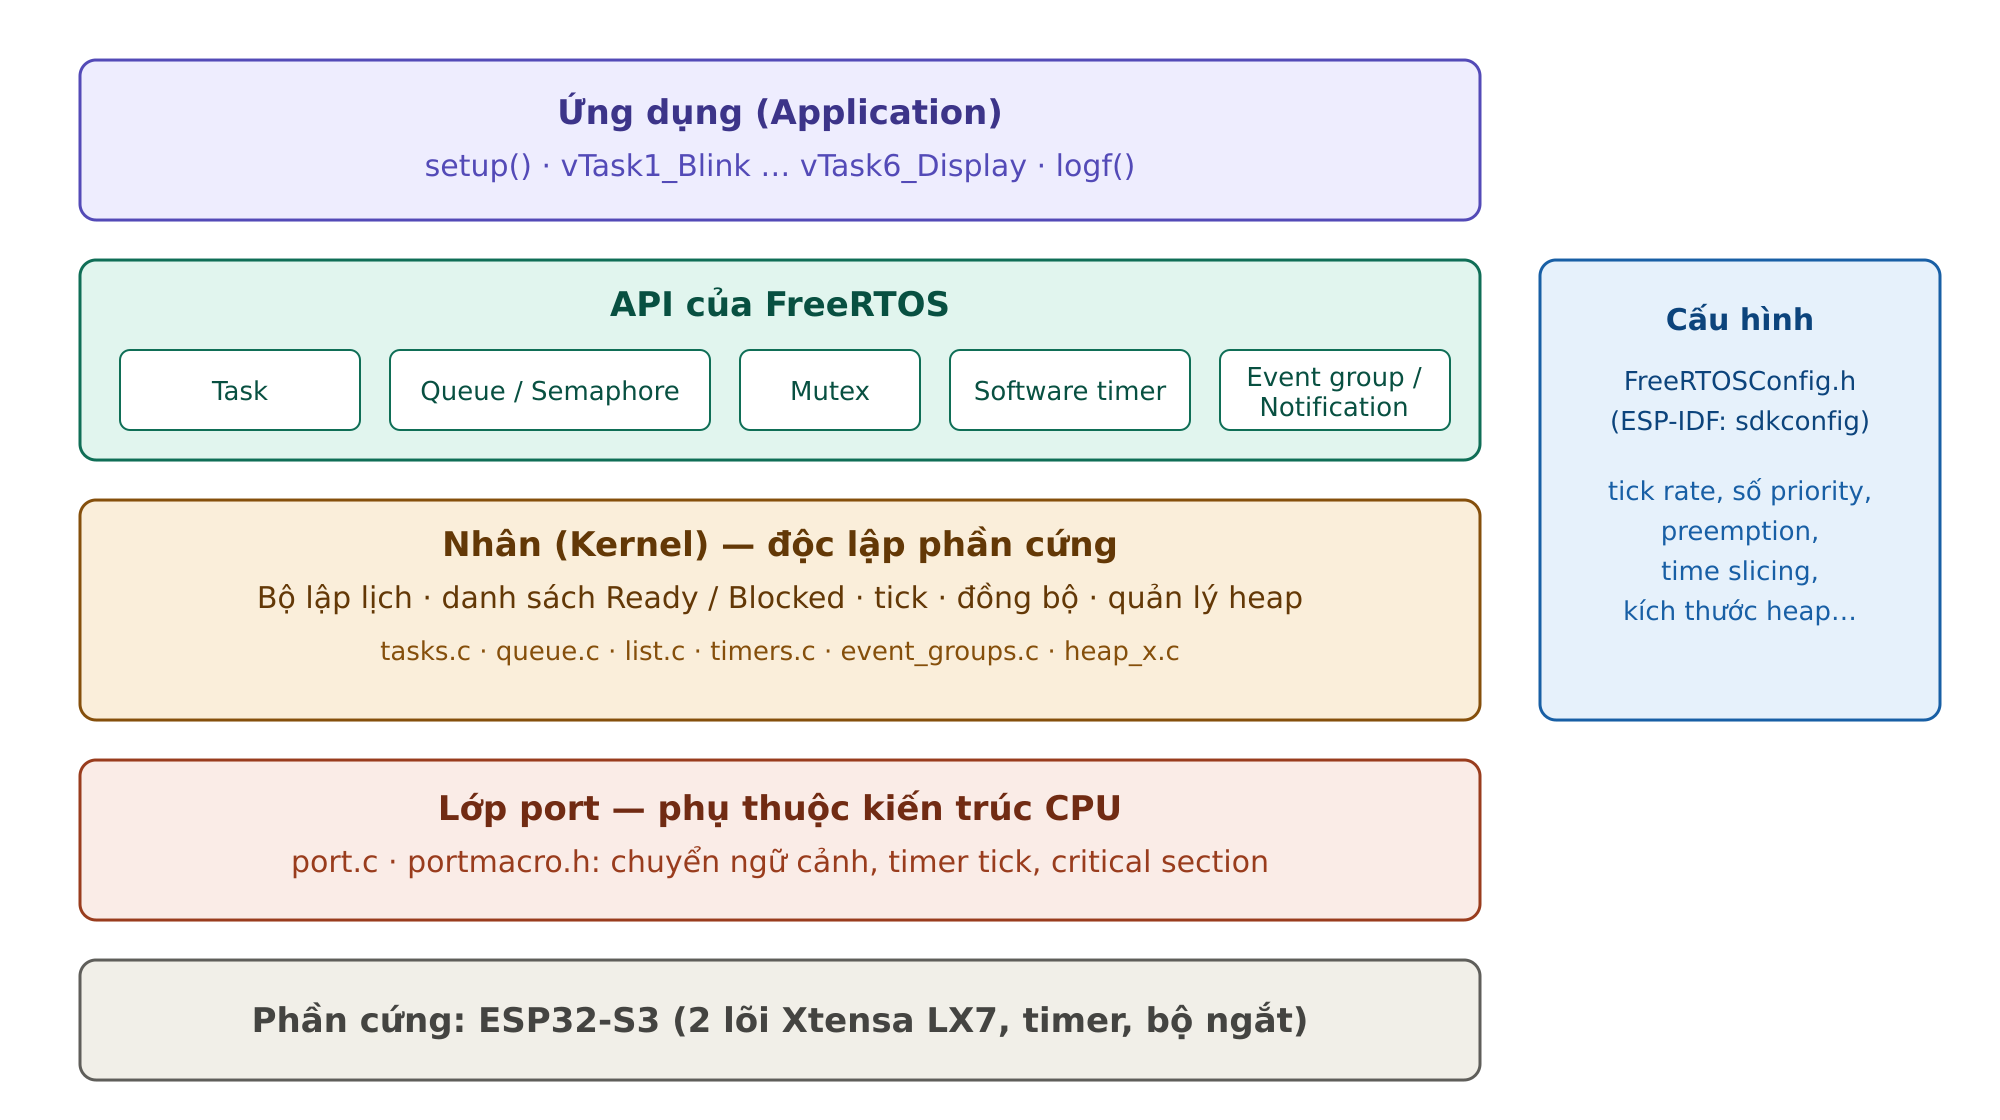 Ứng dụng (Application)
setup() · vTask1_Blink … vTask6_Display · logf()
API của FreeRTOS
Task
Queue / Semaphore
Mutex
Software timer
Event group /
Notification
Cấu hình
FreeRTOSConfig.h
(ESP-IDF: sdkconfig)
tick rate, số priority,
preemption,
time slicing,
kích thước heap…
Nhân (Kernel) — độc lập phần cứng
Bộ lập lịch · danh sách Ready / Blocked · tick · đồng bộ · quản lý heap
tasks.c · queue.c · list.c · timers.c · event_groups.c · heap_x.c
Lớp port — phụ thuộc kiến trúc CPU
port.c · portmacro.h: chuyển ngữ cảnh, timer tick, critical section
Phần cứng: ESP32-S3 (2 lõi Xtensa LX7, timer, bộ ngắt)